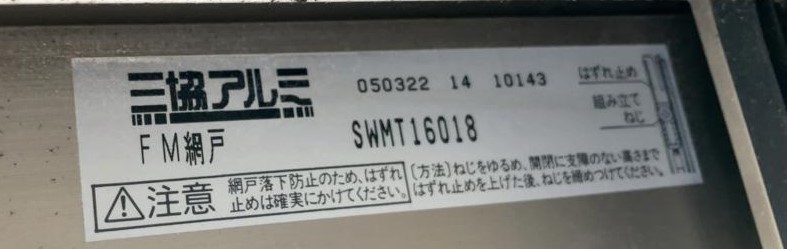 三協アルミ
050322 14 10143
はずれ止め
組み立て
ねじ
FM網戸
SWMT16018
注意
網戸落下防止のため、はずれ
止めは確実にかけてください。
〔方法〕ねじをゆるめ、開閉に支障のない高さまで
はずれ止めを上げた後、ねじを締めつけてください。